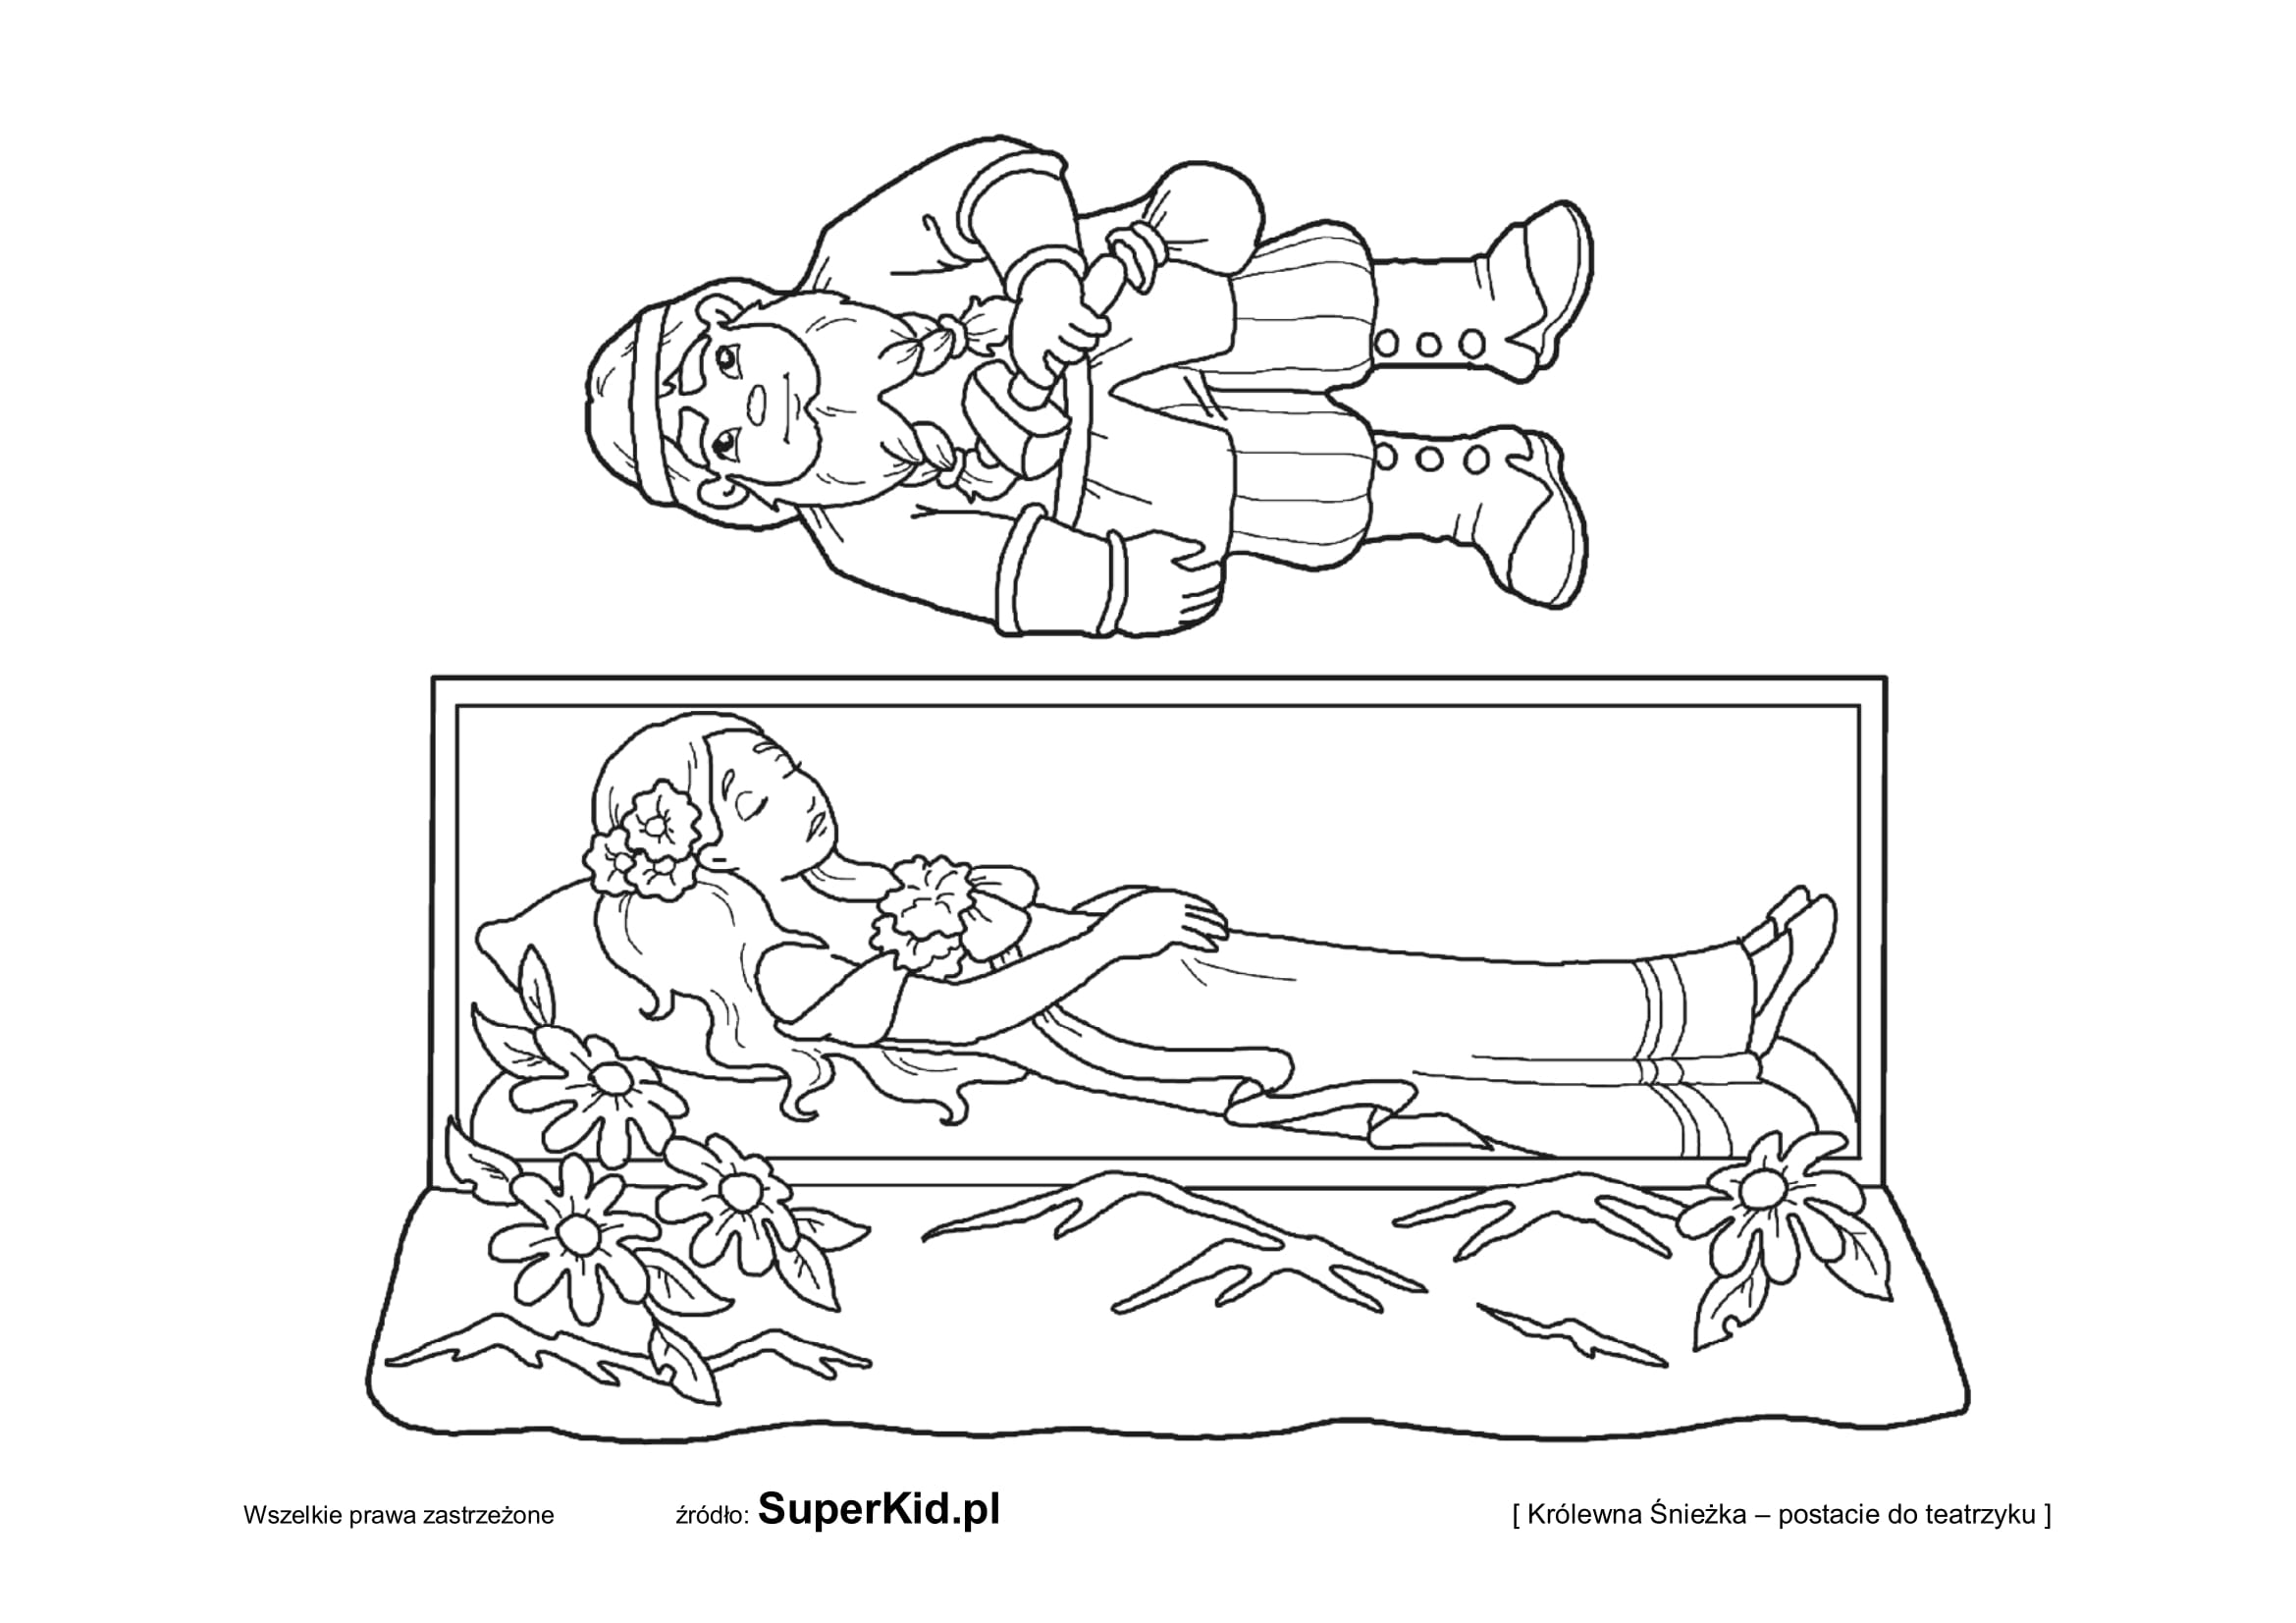 Wszelkie prawa zastrzeżone źródło: SuperKid.pl [ Królewna Śnieżka – postacie do teatrzyku ]